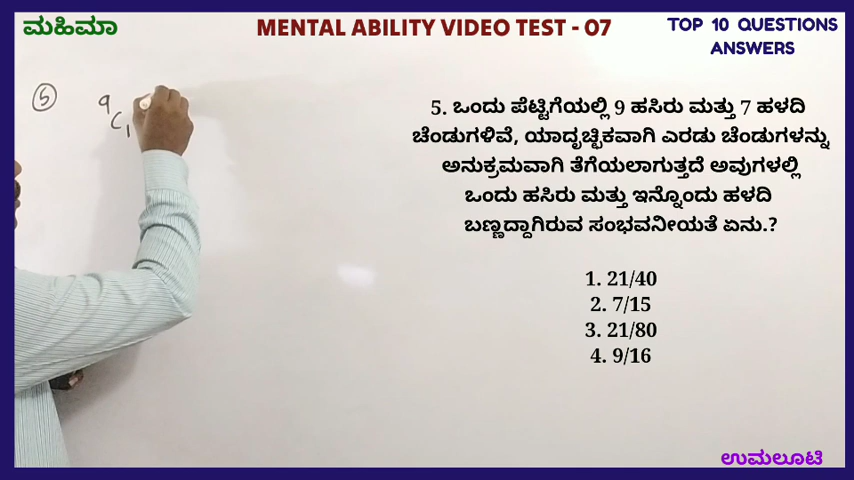 ಮಹಿಮಾ
MENTAL ABILITY VIDEO TEST - 07
TOP 10 QUESTIONS
ANSWERS
5
9
C1
5. ಒಂದು ಪೆಟ್ಟಿಗೆಯಲ್ಲಿ 9 ಹಸಿರು ಮತ್ತು 7 ಹಳದಿ
ಚೆಂಡುಗಳಿವೆ, ಯಾದೃಚ್ಛಿಕವಾಗಿ ಎರಡು ಚೆಂಡುಗಳನ್ನು
ಅನುಕ್ರಮವಾಗಿ ತೆಗೆಯಲಾಗುತ್ತದೆ ಅವುಗಳಲ್ಲಿ
ಒಂದು ಹಸಿರು ಮತ್ತು ಇನ್ನೊಂದು ಹಳದಿ
ಬಣ್ಣದ್ದಾಗಿರುವ ಸಂಭವನೀಯತೆ ಏನು.?
1. 21/40
2. 7/15
3. 21/80
4. 9/16
ಉಮಲೂಟಿ